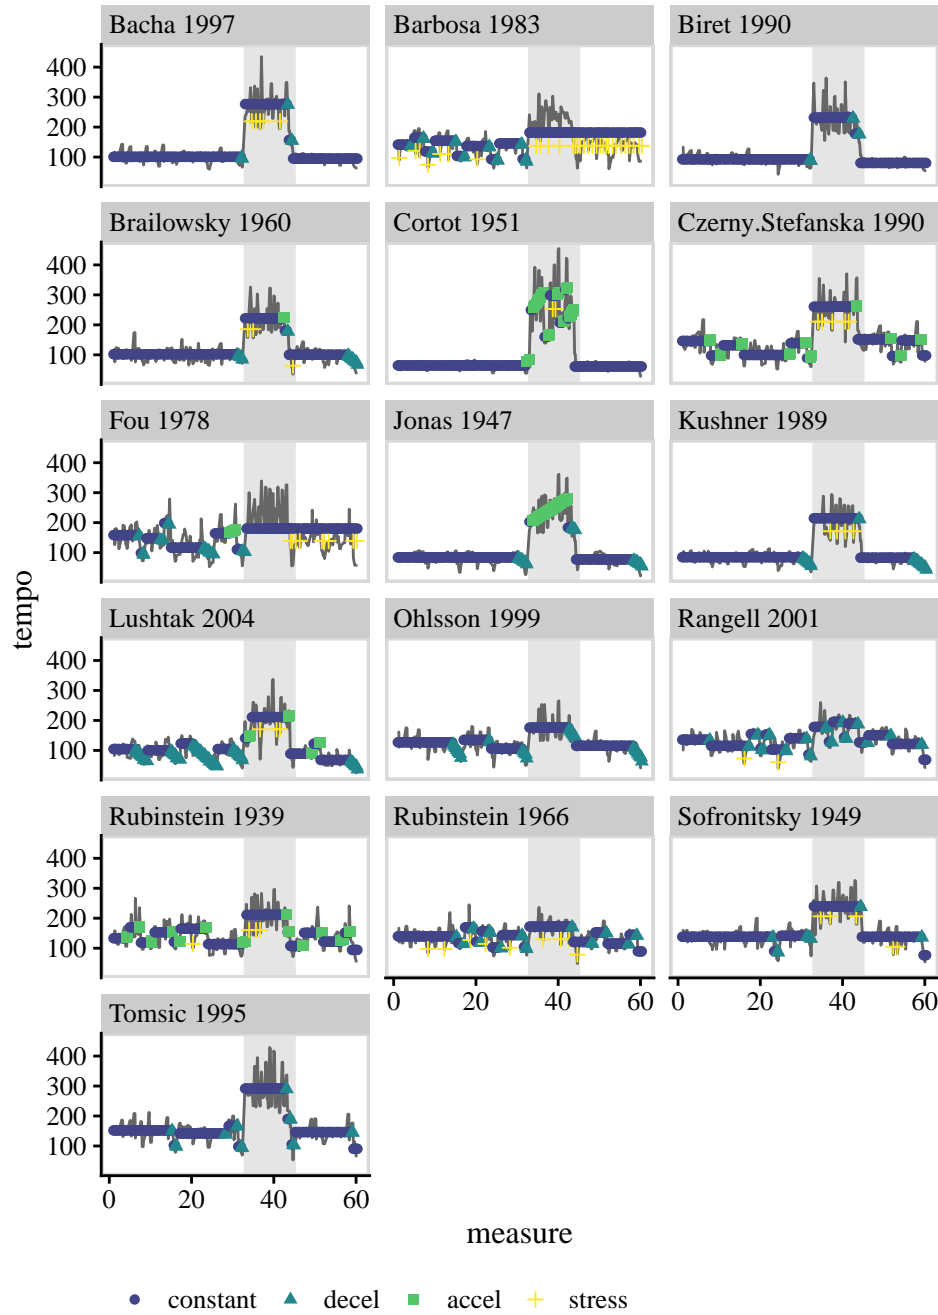 Bacha 1997 Barbosa 1983 Biret 1990
400
300
200
100
Brailowsky 1960 Cortot 1951 Czerny.Stefanska 1990
400
300
200
100
Fou 1978 Jonas 1947 Kushner 1989
400
300
200
100
tempo
Lushtak 2004 Ohlsson 1999 Rangell 2001
400
300
200
100
Rubinstein 1939 Rubinstein 1966 Sofronitsky 1949
400
300
200
100
0 20 40 60 0 20 40 60
Tomsic 1995
400
300
200
100
0 20 40 60
measure
constant decel accel stress